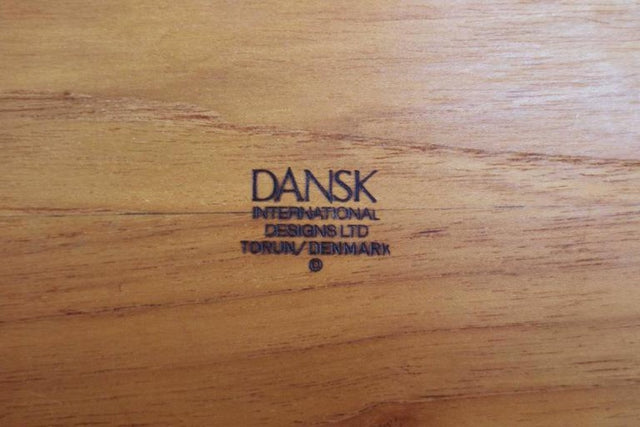 DANSK
INTERNATIONAL
DESIGNS LTD
TORUN/DENMARK
©